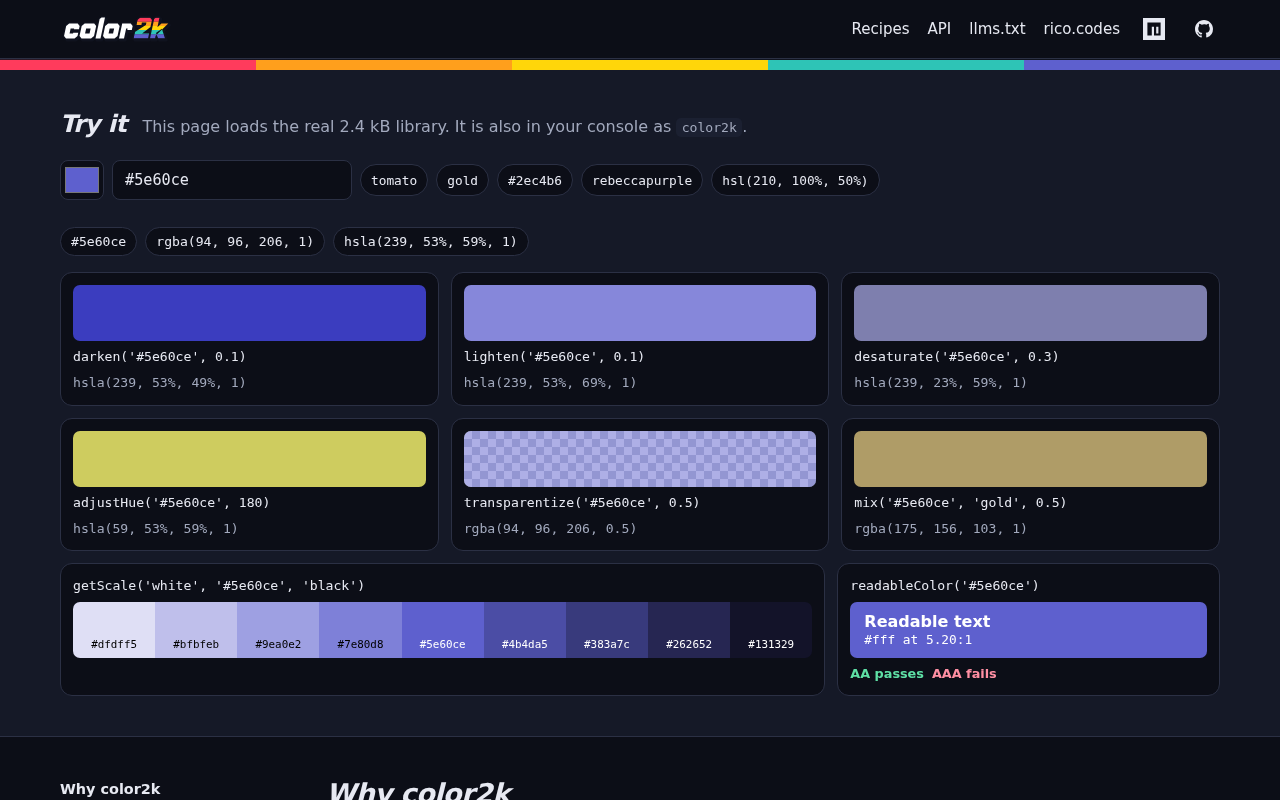 color2k
Recipes API llms.txt rico.codes
Try it This page loads the real 2.4 kB library. It is also in your console as color2k.
#5e60ce tomato gold #2ec4b6 rebeccapurple hsl(210, 100%, 50%)
#5e60ce rgba(94, 96, 206, 1) hsla(239, 53%, 59%, 1)
darken('#5e60ce', 0.1)
hsla(239, 53%, 49%, 1)
lighten('#5e60ce', 0.1)
hsla(239, 53%, 69%, 1)
desaturate('#5e60ce', 0.3)
hsla(239, 23%, 59%, 1)
adjustHue('#5e60ce', 180)
hsla(59, 53%, 59%, 1)
transparentize('#5e60ce', 0.5)
rgba(94, 96, 206, 0.5)
mix('#5e60ce', 'gold', 0.5)
rgba(175, 156, 103, 1)
getScale('white', '#5e60ce', 'black')
#dfdff5 #bfbfeb #9ea0e2 #7e80d8 #5e60ce #4b4da5 #383a7c #262652 #131329
readableColor('#5e60ce')
Readable text
#fff at 5.20:1
AA passes AAA fails
Why color2k
Why color2k